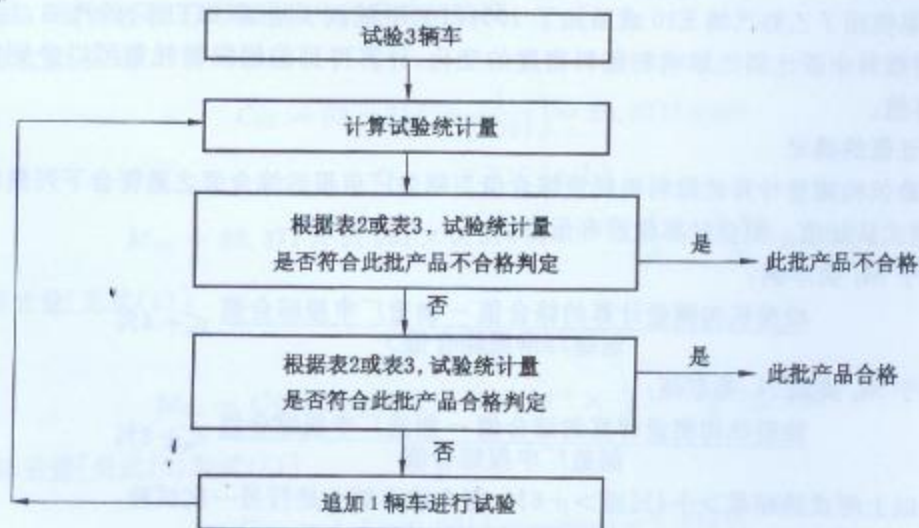 试验3辆车
计算试验统计量
根据表2或表3,试验统计量
是否符合此批产品不合格判定
是
此批产品不合格
否
根据表2或表3,试验统计量
是否符合此批产品合格判定
是
此批产品合格
否
追加1辆车进行试验